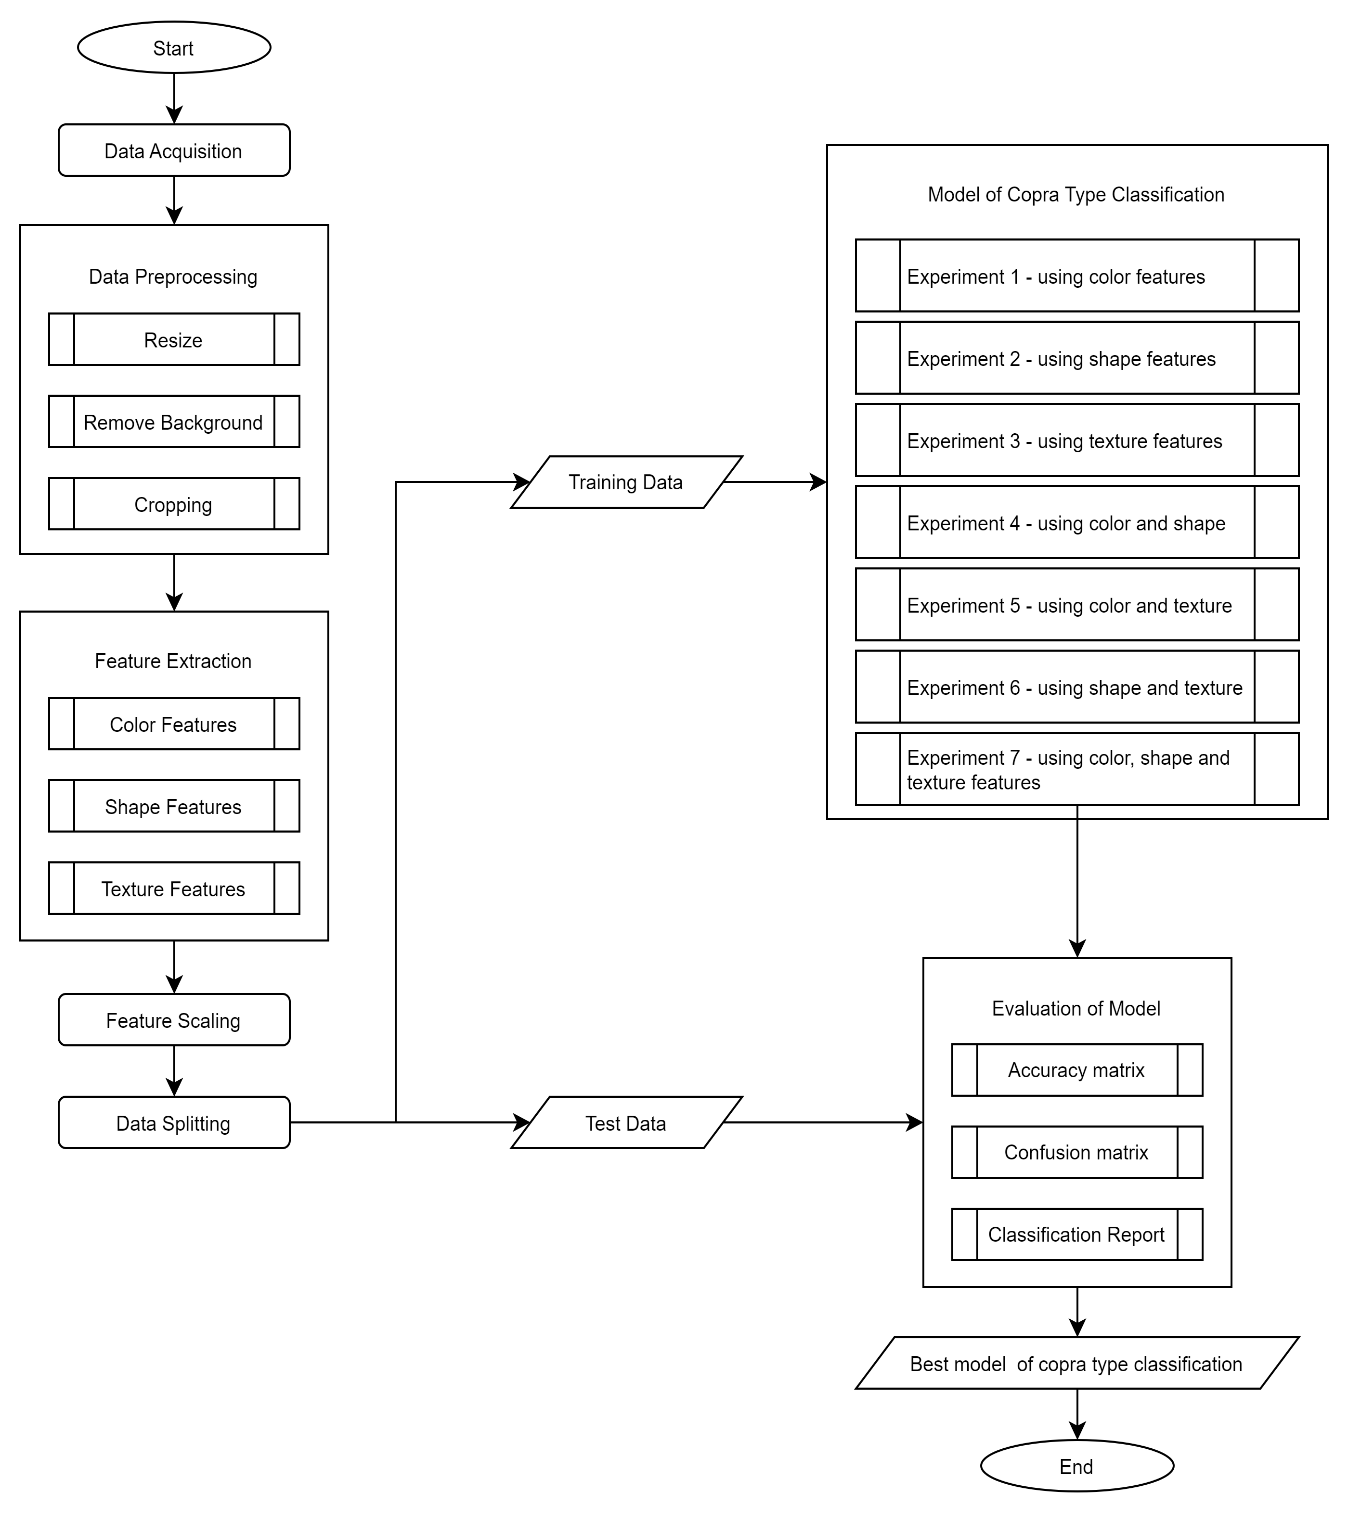 Start
Data Acquisition
Data Preprocessing
Resize
Remove Background
Cropping
Feature Extraction
Color Features
Shape Features
Texture Features
Feature Scaling
Data Splitting
Training Data
Test Data
Model of Copra Type Classification
Experiment 1 - using color features
Experiment 2 - using shape features
Experiment 3 - using texture features
Experiment 4 - using color and shape
Experiment 5 - using color and texture
Experiment 6 - using shape and texture
Experiment 7 - using color, shape and
texture features
Evaluation of Model
Accuracy matrix
Confusion matrix
Classification Report
Best model of copra type classification
End